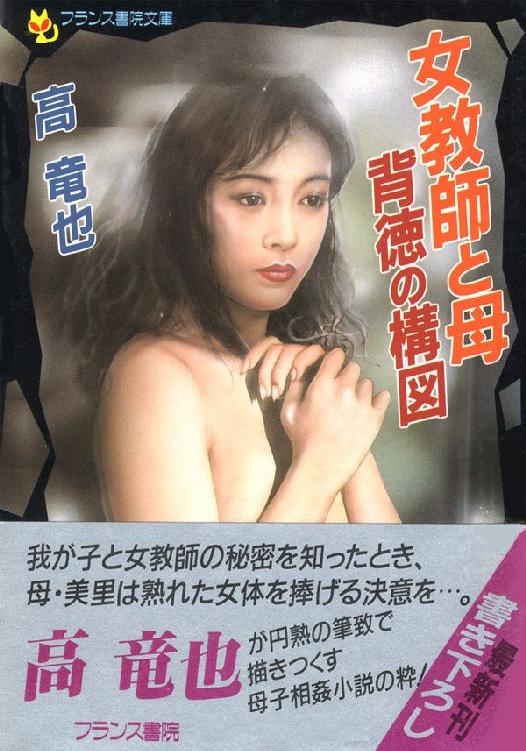 フランス書院文庫
女教師と母
背徳の構図
高 竜也
我が子と女教師の秘密を知ったとき、
母・美里は熟れた女体を捧げる決意を…。
高 竜也が円熟の筆致で
描きつくす
母子相姦小説の粋!
フランス書院
最新刊
書き下ろし